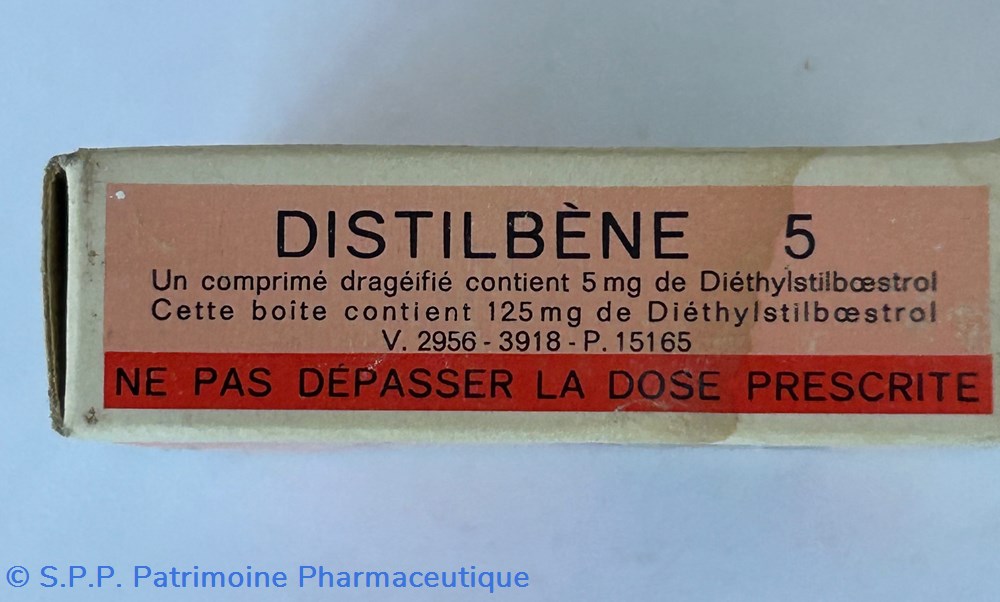 DISTILBÈNE 5
Un comprimé dragéifié contient 5 mg de Diéthylstilbœstrol
Cette boîte contient 125 mg de Diéthylstilbœstrol
V. 2956 - 3918 - P. 15165
NE PAS DÉPASSER LA DOSE PRESCRITE
© S.P.P. Patrimoine Pharmaceutique